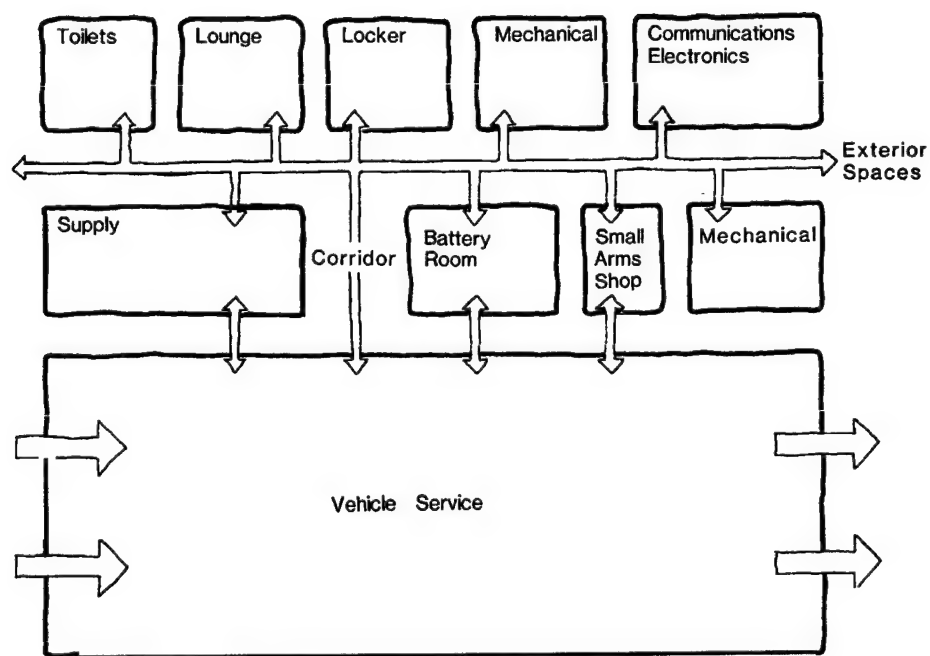 Toilets
Lounge
Locker
Mechanical
Communications
Electronics
Exterior
Spaces
Supply
Corridor
Battery
Room
Small
Arms
Shop
Mechanical
Vehicle Service